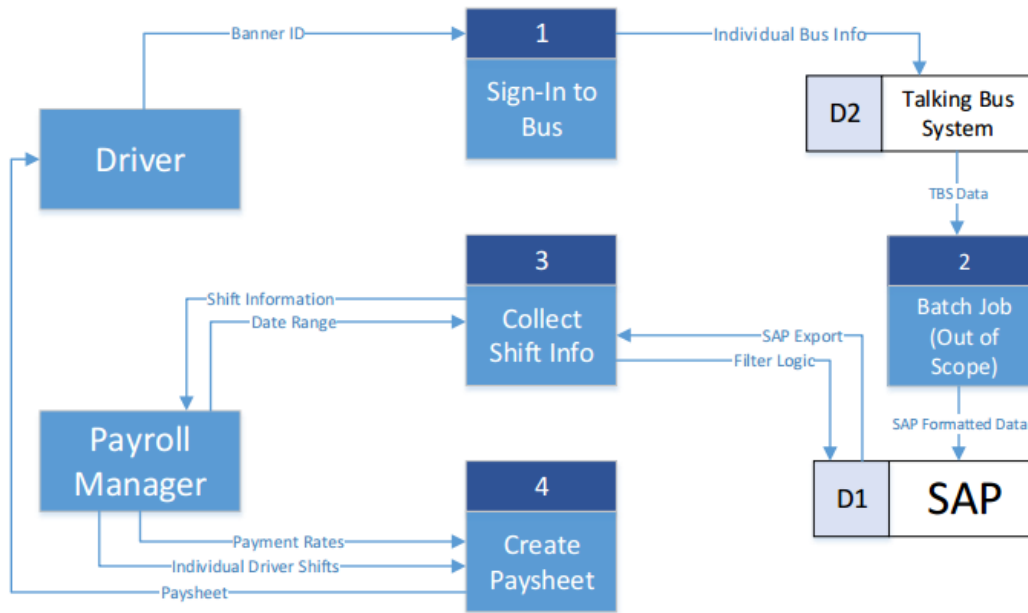 Banner ID
1
Sign-In to
Bus
Individual Bus Info
D2
Talking Bus
System
Driver
TBS Data
3
Collect
Shift Info
Shift Information
Date Range
2
Batch Job
(Out of
Scope)
SAP Export
Filter Logic
SAP Formatted Data
Payroll
Manager
D1
SAP
4
Create
Paysheet
Payment Rates
Individual Driver Shifts
Paysheet